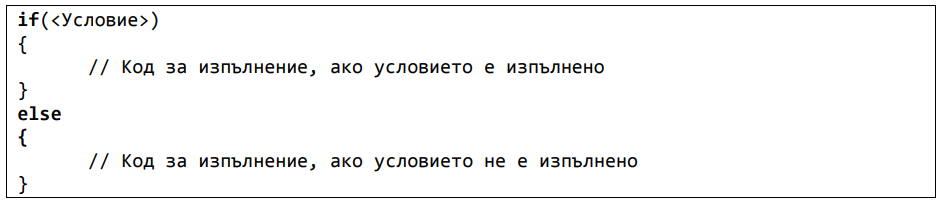 if(<Условие>)
{
// Код за изпълнение, ако условието е изпълнено
}
else
{
// Код за изпълнение, ако условието не е изпълнено
}